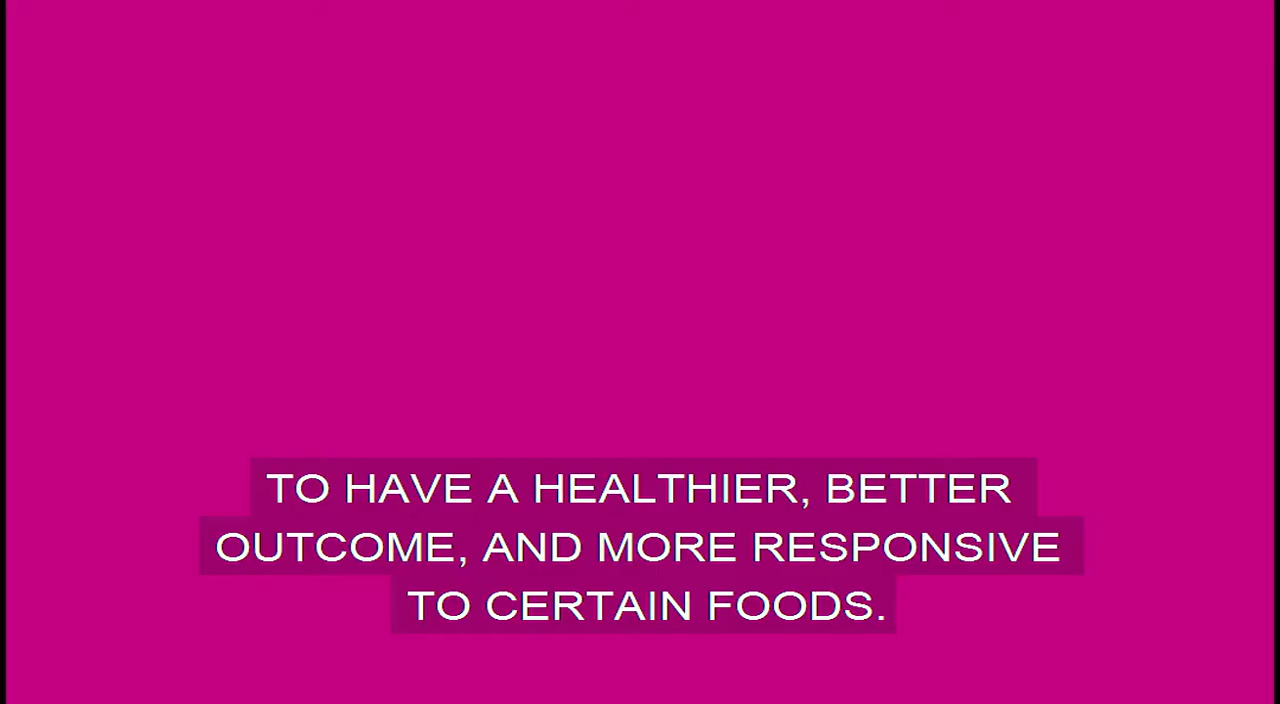 TO HAVE A HEALTHIER, BETTER
OUTCOME, AND MORE RESPONSIVE
TO CERTAIN FOODS.